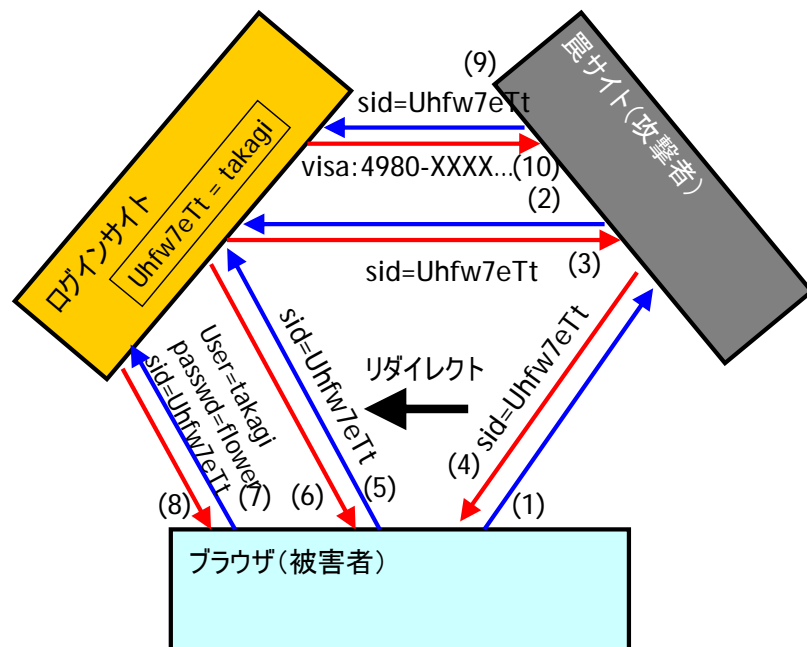 (9)
sid=Uhfw7eTt
visa:4980-XXXX...(10)
(2)
sid=Uhfw7eTt
(3)
罠サイト(攻撃者)
ログインサイト
Uhfw7eTt = takagi
User=takagi
passwd=flower
sid=Uhfw7eTt
sid=Uhfw7eTt
リダイレクト
sid=Uhfw7eTt
(8)
(7)
(6)
(5)
(4)
(1)
ブラウザ(被害者)